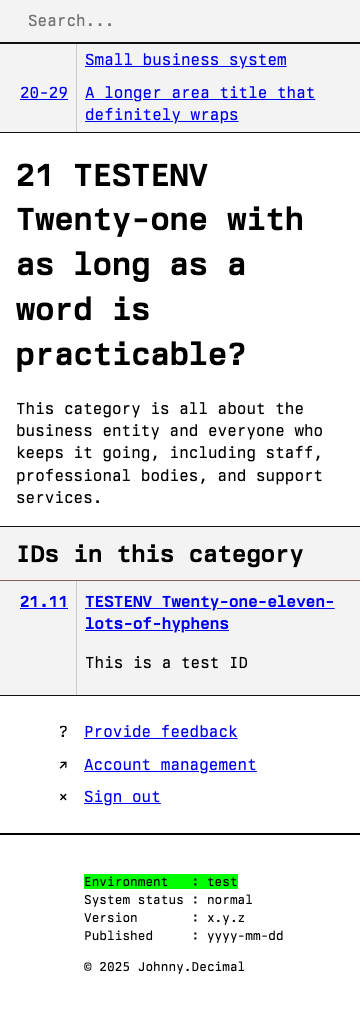 Search...
Small business system
20-29 A longer area title that
definitely wraps
21 TESTENV
Twenty-one with
as long as a
word is
practicable?
This category is all about the
business entity and everyone who
keeps it going, including staff,
professional bodies, and support
services.
IDs in this category
21.11 TESTENV Twenty-one-eleven-
lots-of-hyphens
This is a test ID
? Provide feedback
↗ Account management
× Sign out
Environment : test
System status : normal
Version : x.y.z
Published : yyyy-mm-dd
© 2025 Johnny.Decimal